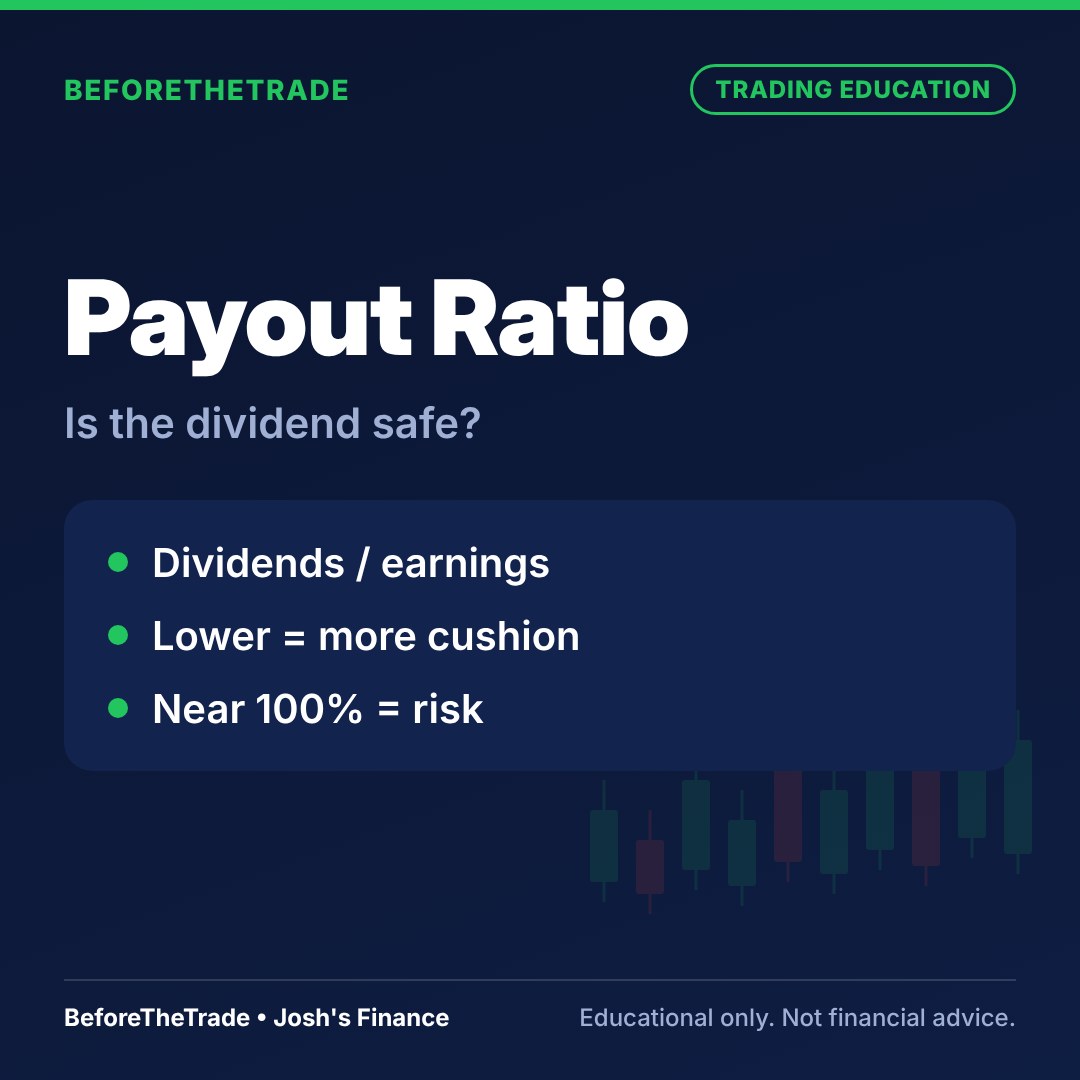 BEFORETHETRADE
TRADING EDUCATION
Payout Ratio
Is the dividend safe?
Dividends / earnings
Lower = more cushion
Near 100% = risk
BeforeTheTrade • Josh's Finance
Educational only. Not financial advice.